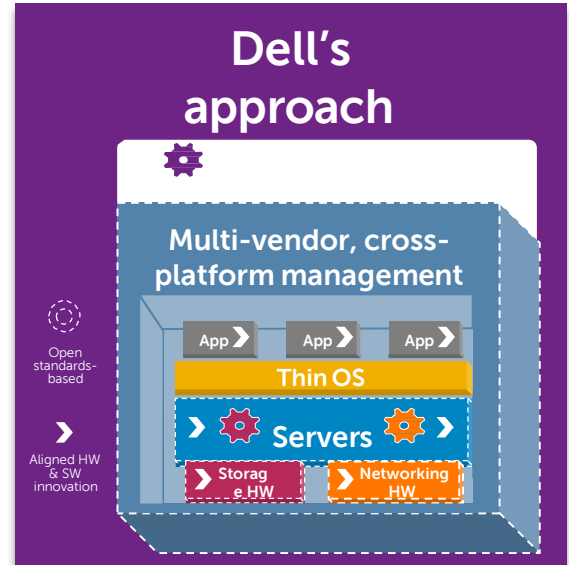 Dell’s
approach
Multi-vendor, cross-
platform management
App
App
App
Thin OS
Servers
Storag
e HW
Networking
HW
Open
standards-
based
Aligned HW
& SW
innovation